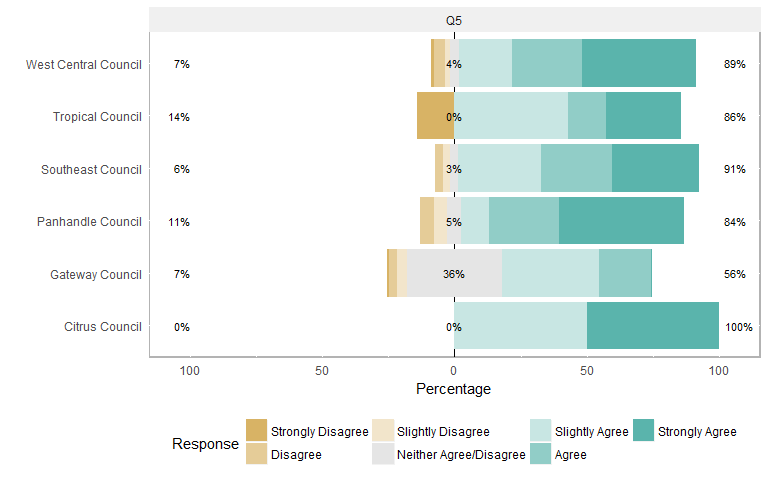 Q5
West Central Council 7% 4% 89%
Tropical Council 14% 0% 86%
Southeast Council 6% 3% 91%
Panhandle Council 11% 5% 84%
Gateway Council 7% 36% 56%
Citrus Council 0% 0% 100%
100 50 0 50 100
Percentage
Response
Strongly Disagree Slightly Disagree Slightly Agree Strongly Agree
Disagree Neither Agree/Disagree Agree